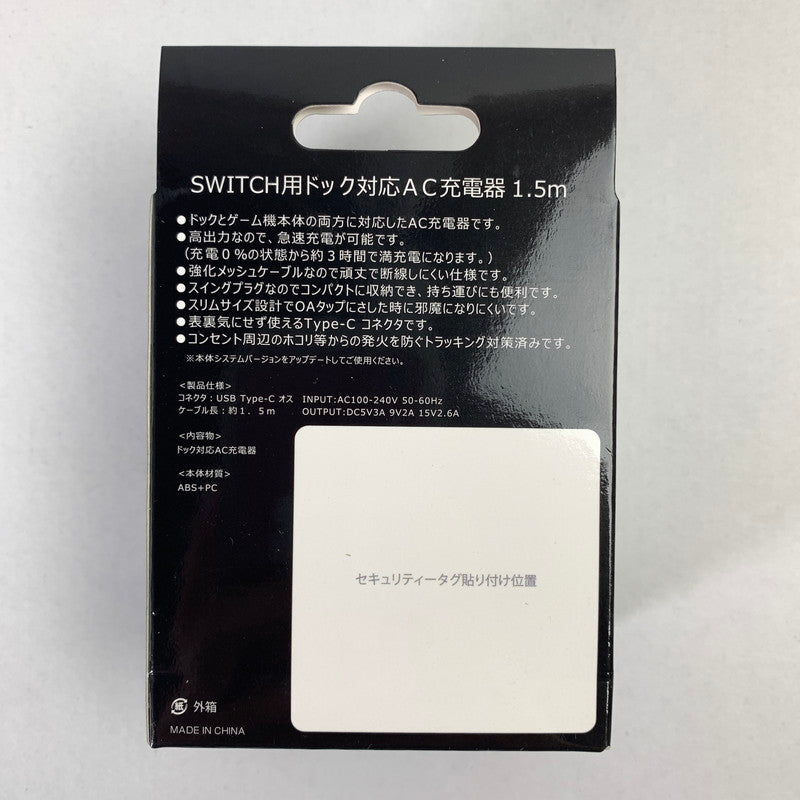 SWITCH用ドック対応AC充電器 1.5m
●ドックとゲーム機本体の両方に対応したAC充電器です。
●高出力なので、急速充電が可能です。
(充電0%の状態から約3時間で満充電になります。)
●強化メッシュケーブルなので頑丈で断線しにくい仕様です。
●スイングプラグなのでコンパクトに収納でき、持ち運びにも便利です。
●スリムサイズ設計でOAタップにさした時に邪魔になりにくいです。
●表裏気にせず使えるType-C コネクタです。
●コンセント周辺のホコリ等からの発火を防ぐトラッキング対策済みです。
※本体システムバージョンをアップデートしてご使用ください。
<製品仕様>
コネクタ:USB Type-C オス INPUT:AC100-240V 50-60Hz
ケーブル長:約1.5m OUTPUT:DC5V3A 9V2A 15V2.6A
<内容物>
ドック対応AC充電器
<本体材質>
ABS+PC
セキュリティータグ貼り付け位置
紙 外箱
MADE IN CHINA